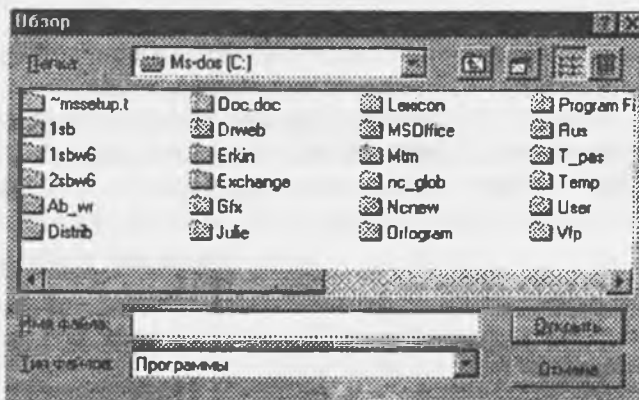 Обзор
Папка: Ms-dos (C:)
~mssetup.t Doc.doc Lexicon Program Fi
1sb Drweb MSOffice Rus
1sbw6 Erkin Mtm T_pas
2sbw6 Exchange nc_glob Temp
Ab_wr Gfx Ncnew User
Distrib Julie Orfogram Vfp
Имя файла: Открыть
Тип файлов: Программы Отмена